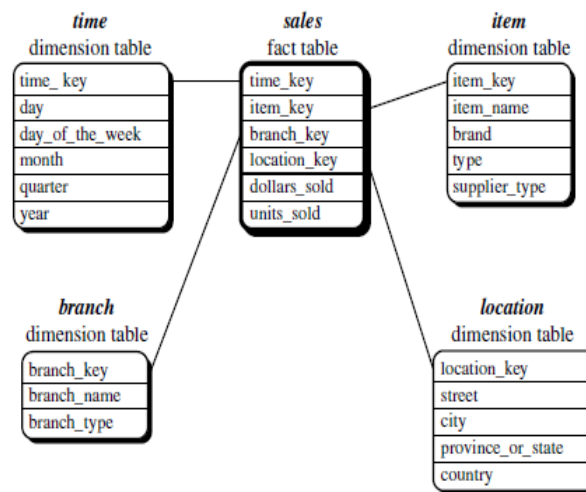 time
dimension table
time_ key
day
day_of_the_week
month
quarter
year
sales
fact table
time_key
item_key
branch_key
location_key
dollars_sold
units_sold
item
dimension table
item_key
item_name
brand
type
supplier_type
branch
dimension table
branch_key
branch_name
branch_type
location
dimension table
location_key
street
city
province_or_state
country